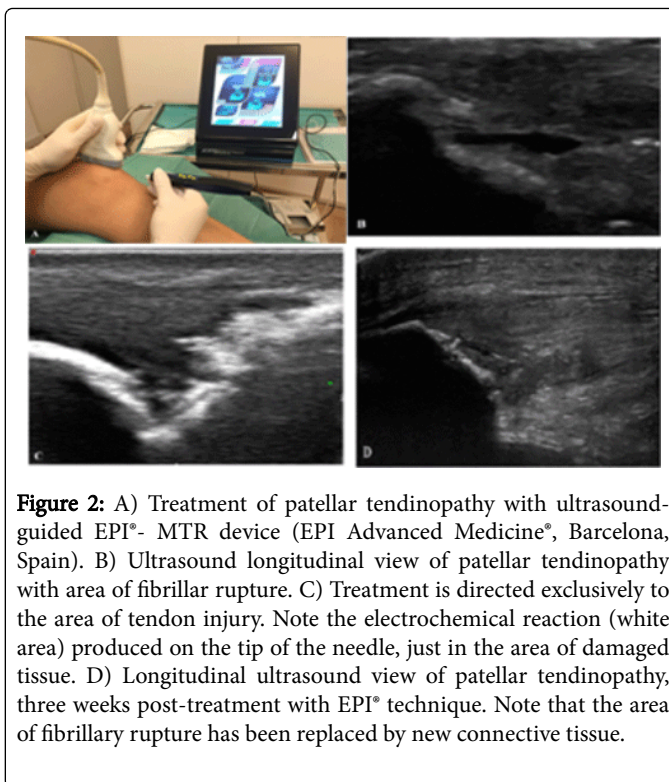 A
B
C
D
Figure 2: A) Treatment of patellar tendinopathy with ultrasound-
guided EPI®- MTR device (EPI Advanced Medicine®, Barcelona,
Spain). B) Ultrasound longitudinal view of patellar tendinopathy
with area of fibrillar rupture. C) Treatment is directed exclusively to
the area of tendon injury. Note the electrochemical reaction (white
area) produced on the tip of the needle, just in the area of damaged
tissue. D) Longitudinal ultrasound view of patellar tendinopathy,
three weeks post-treatment with EPI® technique. Note that the area
of fibrillary rupture has been replaced by new connective tissue.